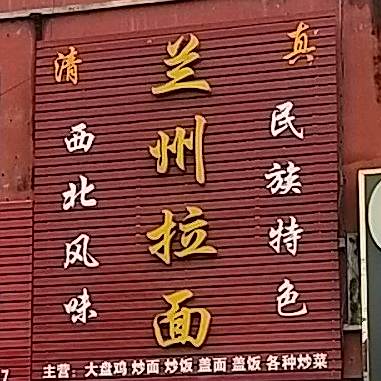 清真
兰州拉面
西北风味
民族特色
主营：大盘鸡 炒面 炒饭 盖面 盖饭 各种炒菜
7